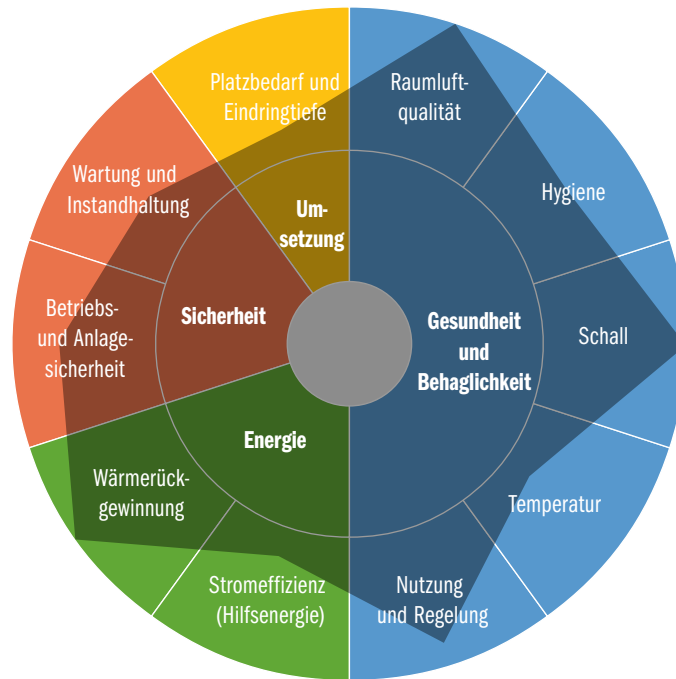 Platzbedarf und
Eindringtiefe
Raumluft-
qualität
Hygiene
Schall
Temperatur
Nutzung
und Regelung
Stromeffizienz
(Hilfsenergie)
Wärmerück-
gewinnung
Betriebs-
und Anlage-
sicherheit
Wartung und
Instandhaltung
Um-
setzung
Gesundheit
und
Behaglichkeit
Energie
Sicherheit